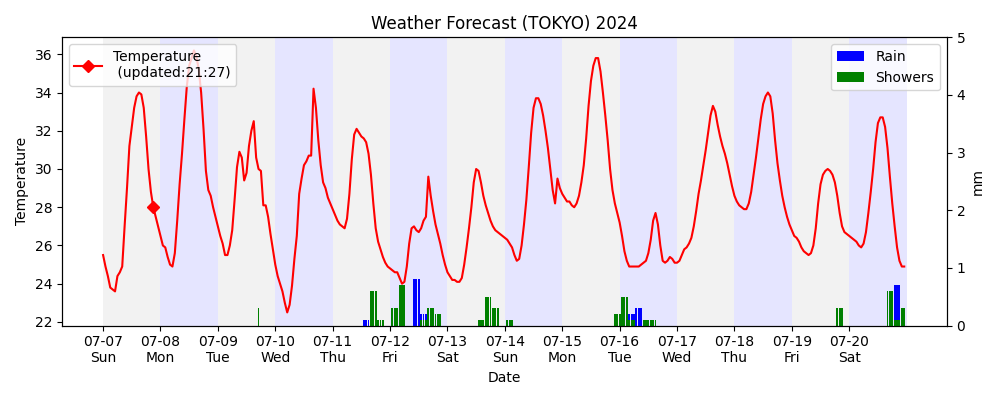 Weather Forecast (TOKYO) 2024
Temperature
(updated:21:27)
Rain
Showers
Temperature
36
34
32
30
28
26
24
22
5
4
3
2
1
0
mm
07-07 07-08 07-09 07-10 07-11 07-12 07-13 07-14 07-15 07-16 07-17 07-18 07-19 07-20
Sun Mon Tue Wed Thu Fri Sat Sun Mon Tue Wed Thu Fri Sat
Date